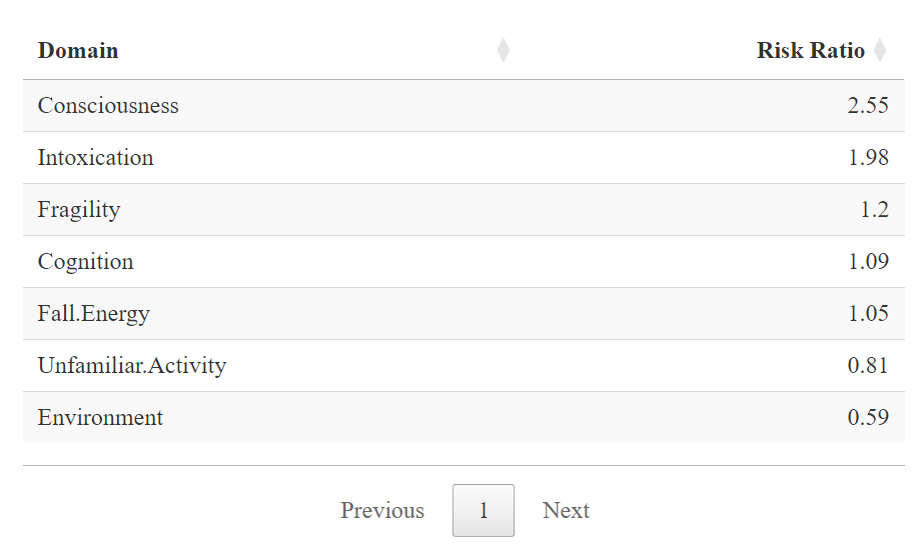 Domain Risk Ratio
Consciousness 2.55
Intoxication 1.98
Fragility 1.2
Cognition 1.09
Fall.Energy 1.05
Unfamiliar.Activity 0.81
Environment 0.59
Previous 1 Next